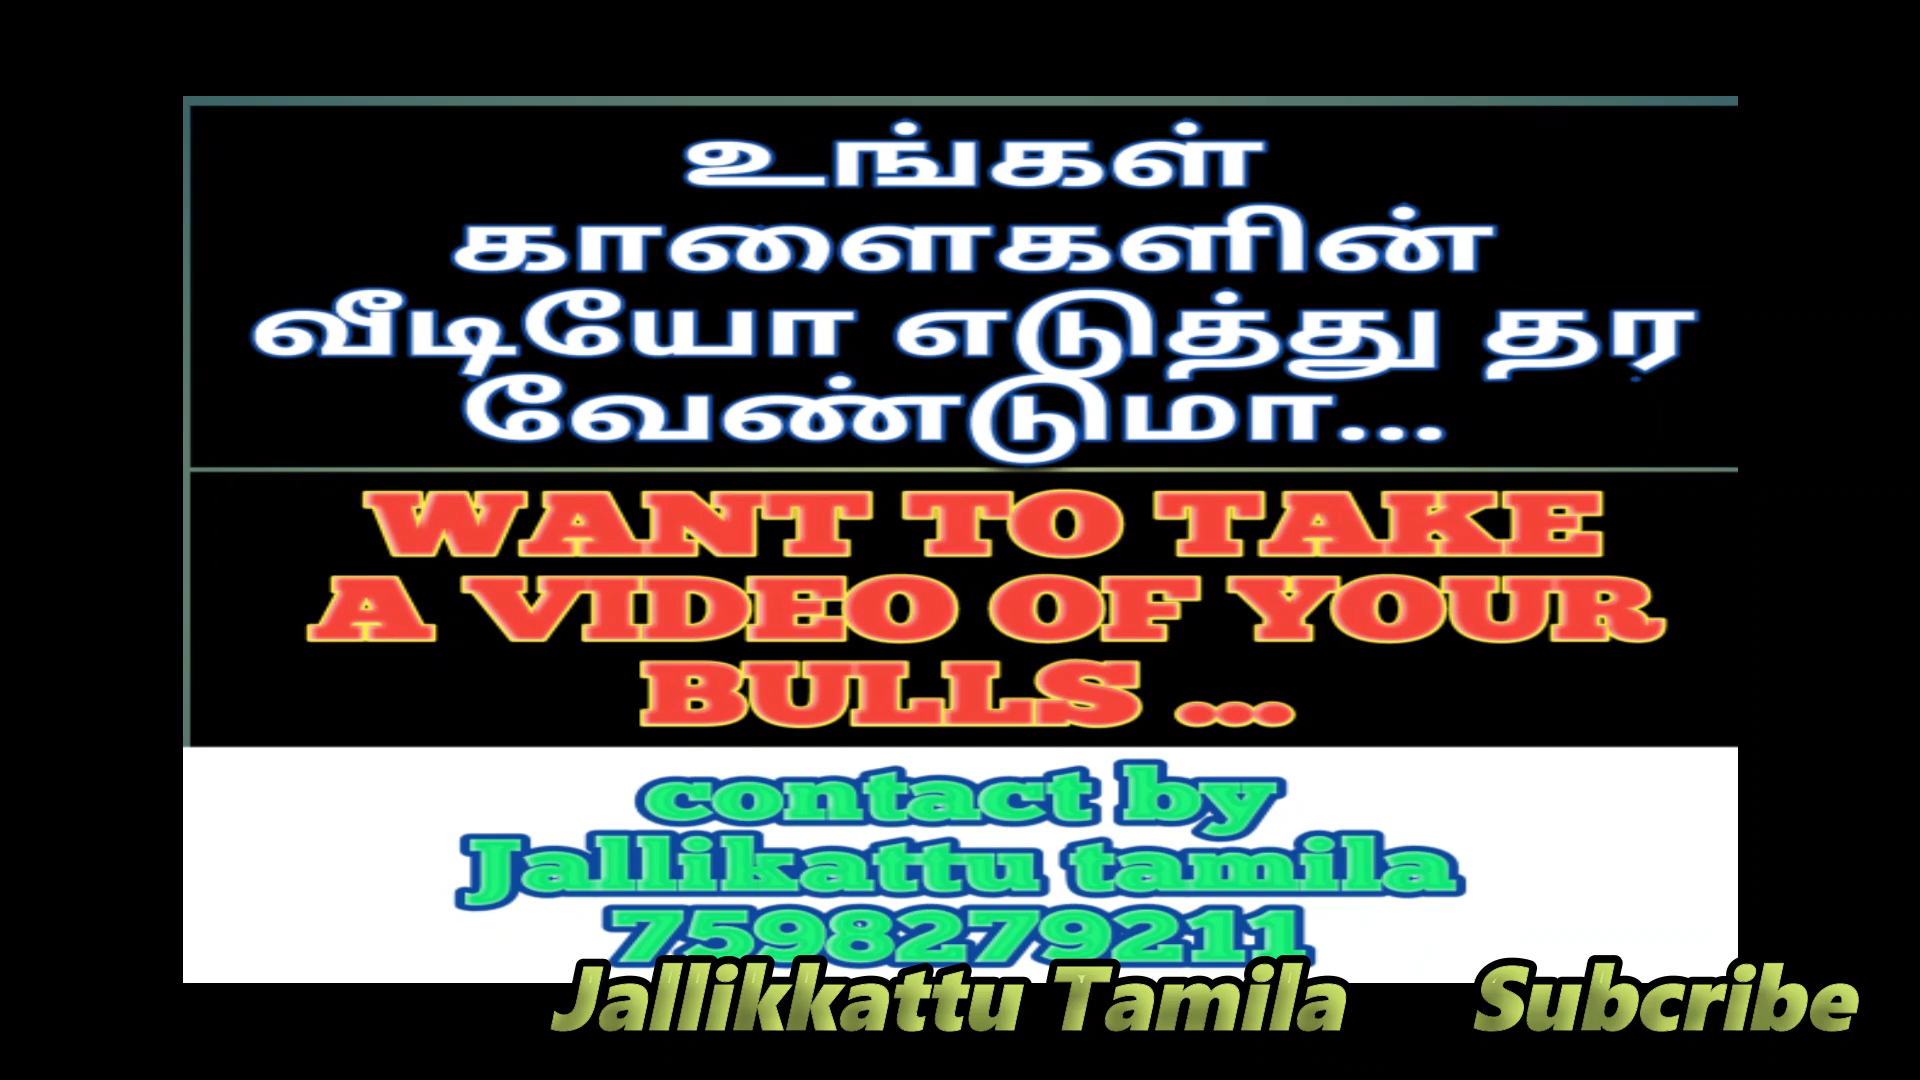 உங்கள்
காளைகளின்
வீடியோ எடுத்து தர
வேண்டுமா...
WANT TO TAKE
A VIDEO OF YOUR
BULLS ...
contact by
Jallikattu tamila
7598279211
Jallikkattu Tamila Subcribe